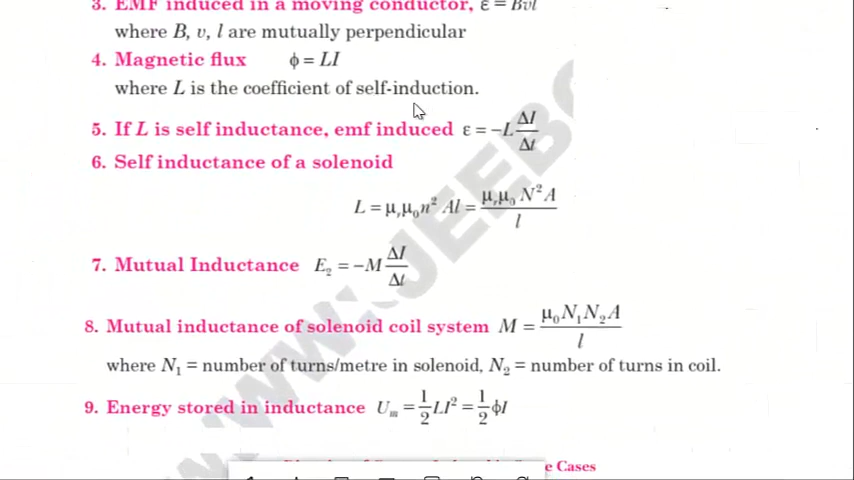 3. EMF induced in a moving conductor, ε = Bvl
where B, v, l are mutually perpendicular
4. Magnetic flux ϕ = LI
where L is the coefficient of self-induction.
5. If L is self inductance, emf induced ε = −L ΔI/Δt
6. Self inductance of a solenoid
L = μᵣμ₀n² Al = μᵣμ₀ N²A / l
7. Mutual Inductance E₂ = −M ΔI/Δt
8. Mutual inductance of solenoid coil system M = μ₀N₁N₂A / l
where N₁ = number of turns/metre in solenoid, N₂ = number of turns in coil.
9. Energy stored in inductance Uₘ = 1/2 LI² = 1/2 ϕI
e Cases